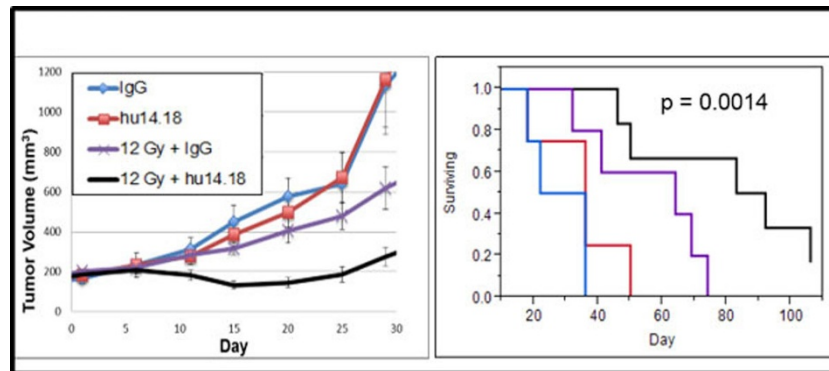 1200
1000
800
600
400
200
0
Tumor Volume (mm³)
IgG
hu14.18
12 Gy + IgG
12 Gy + hu14.18
0 5 10 15 20 25 30
Day
1.0
0.8
0.6
0.4
0.2
0.0
Surviving
p = 0.0014
20 40 60 80 100
Day